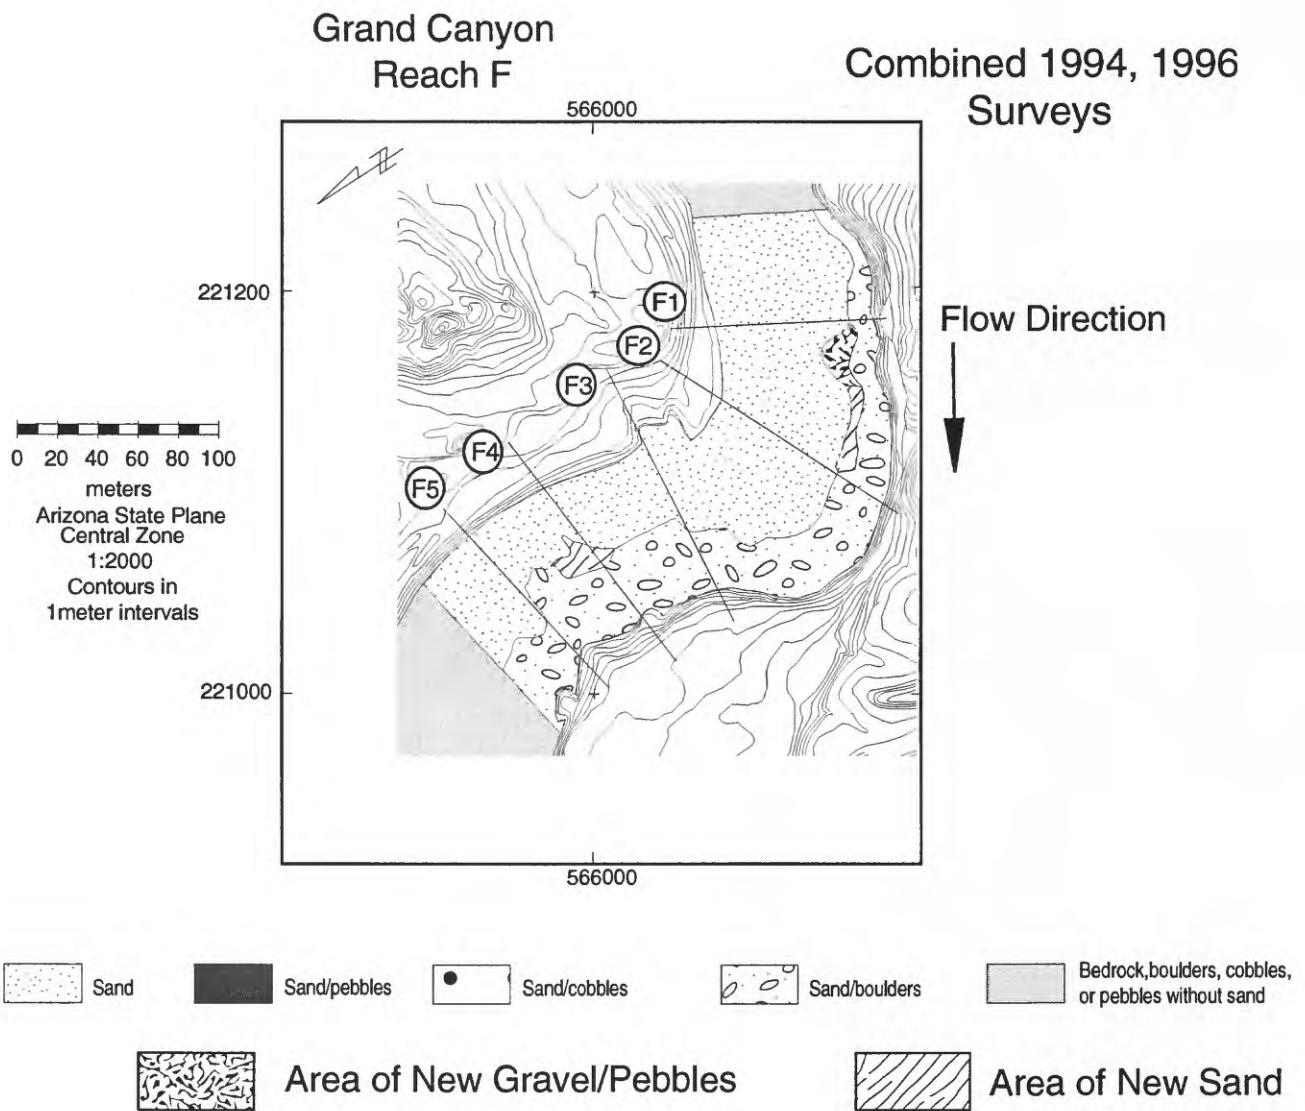 Grand Canyon
Reach F
Combined 1994, 1996
Surveys
566000
221200
F1
F2
F3
F4
F5
Flow Direction
0 20 40 60 80 100
meters
Arizona State Plane
Central Zone
1:2000
Contours in
1meter intervals
221000
566000
Sand
Sand/pebbles
Sand/cobbles
Sand/boulders
Bedrock,boulders, cobbles,
or pebbles without sand
Area of New Gravel/Pebbles
Area of New Sand